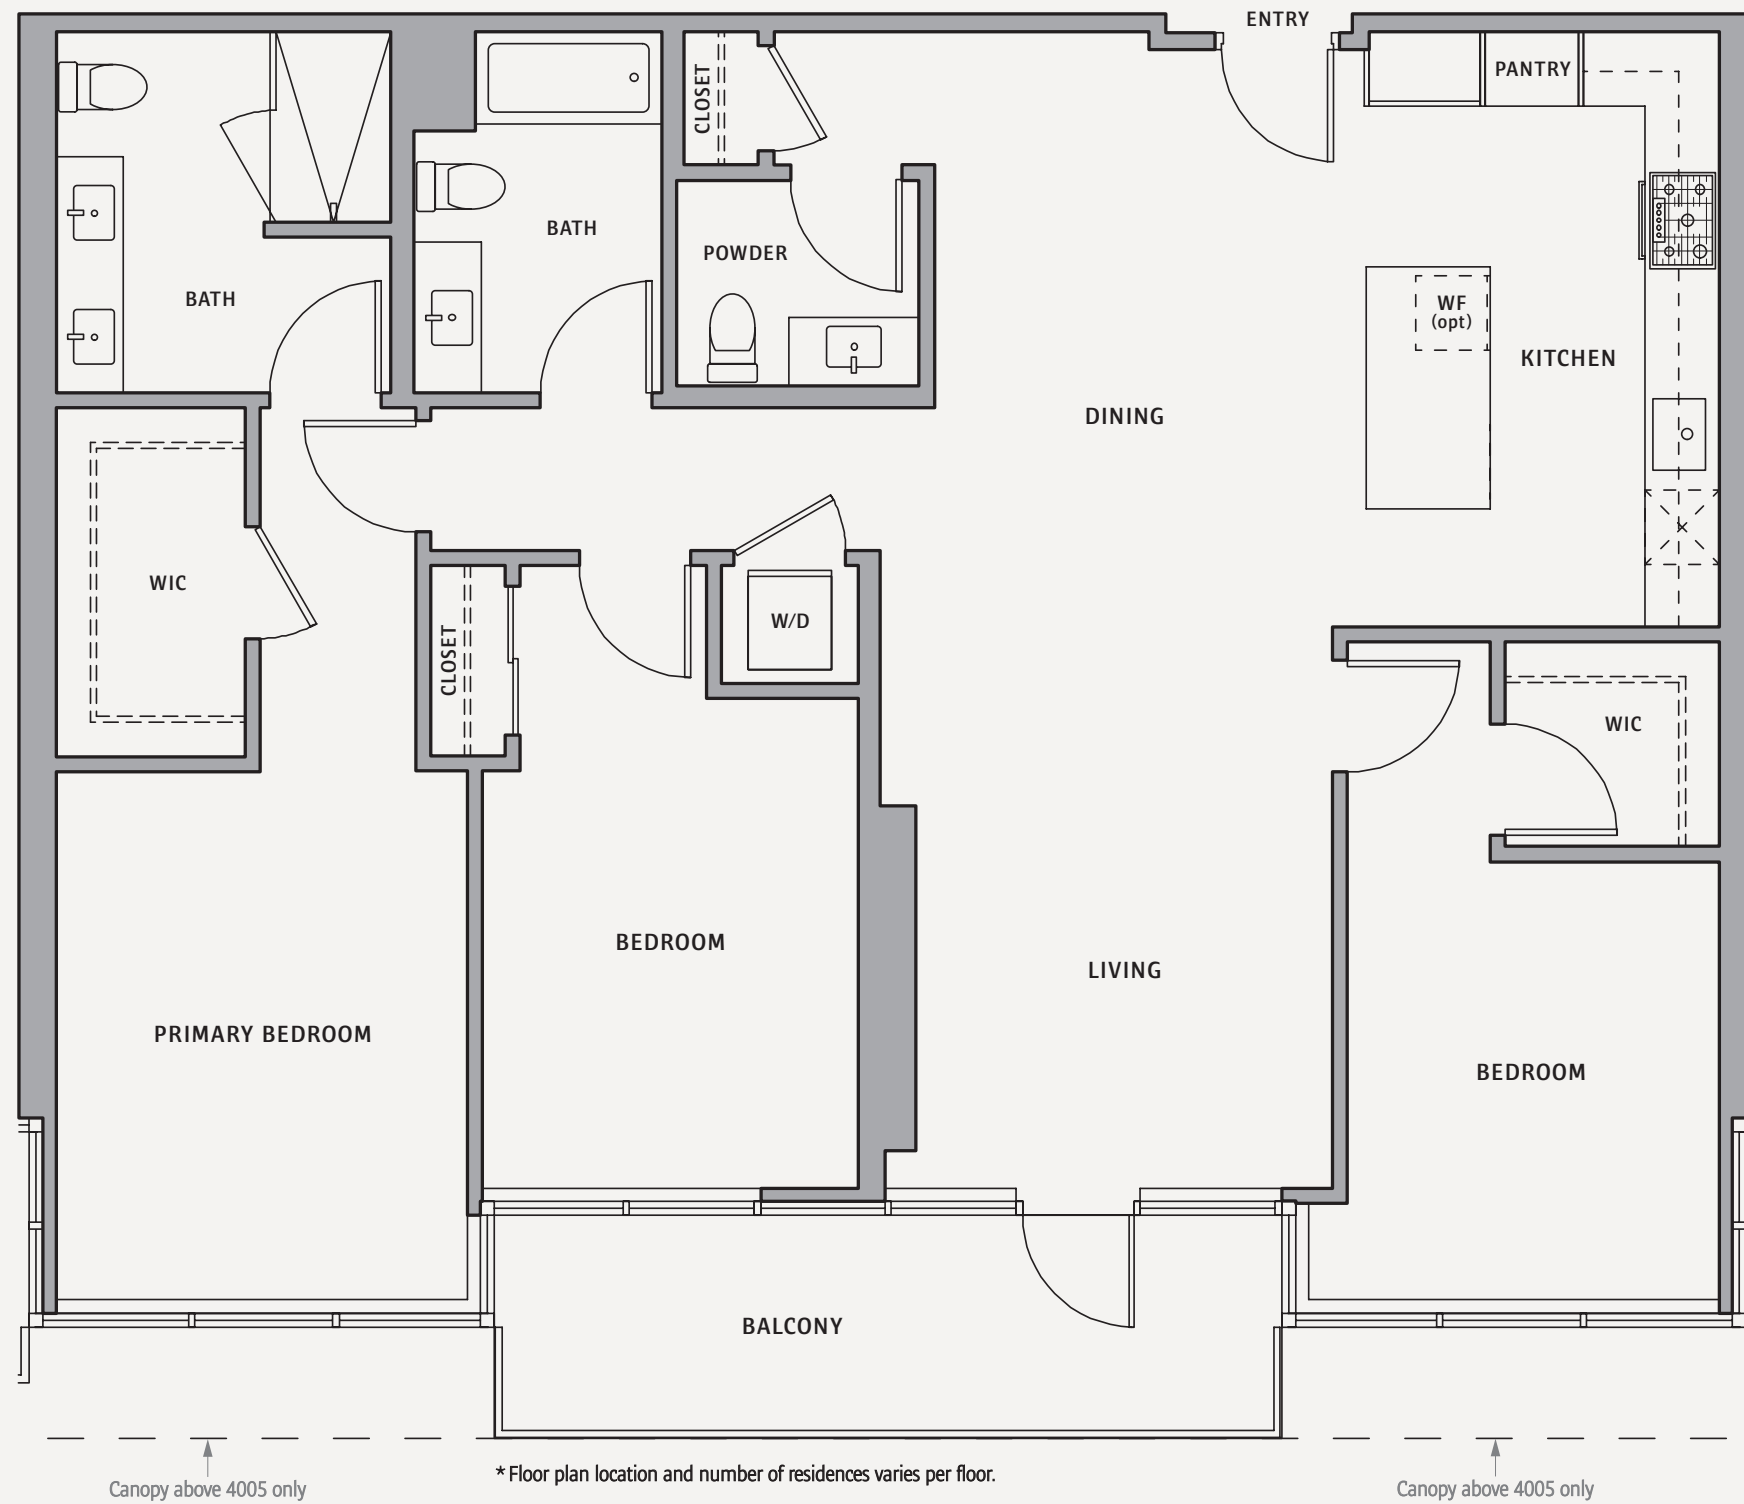 ENTRY
PANTRY
CLOSET
BATH
POWDER
BATH
WF
(opt)
KITCHEN
DINING
WIC
W/D
CLOSET
WIC
BEDROOM
LIVING
PRIMARY BEDROOM
BEDROOM
BALCONY
* Floor plan location and number of residences varies per floor.
Canopy above 4005 only
Canopy above 4005 only